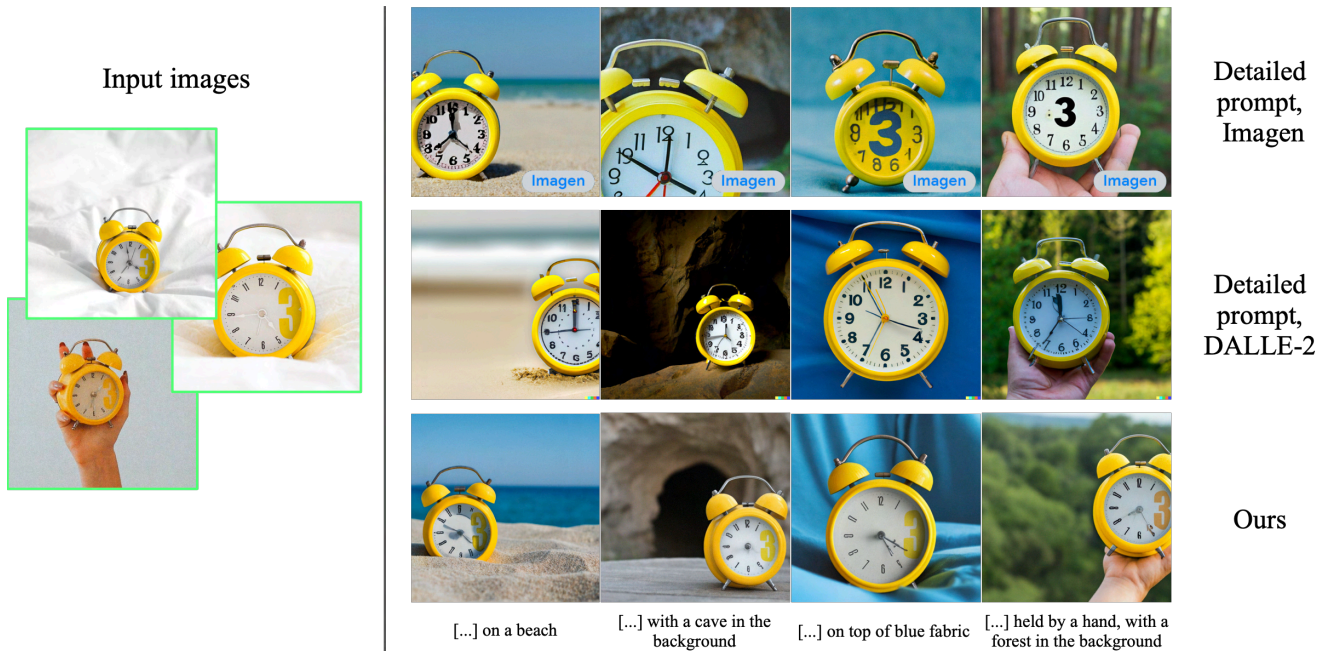 Input images
Detailed
prompt,
Imagen
Imagen
Imagen
Imagen
Imagen
Detailed
prompt,
DALLE-2
Ours
[...] on a beach
[...] with a cave in the
background
[...] on top of blue fabric
[...] held by a hand, with a
forest in the background